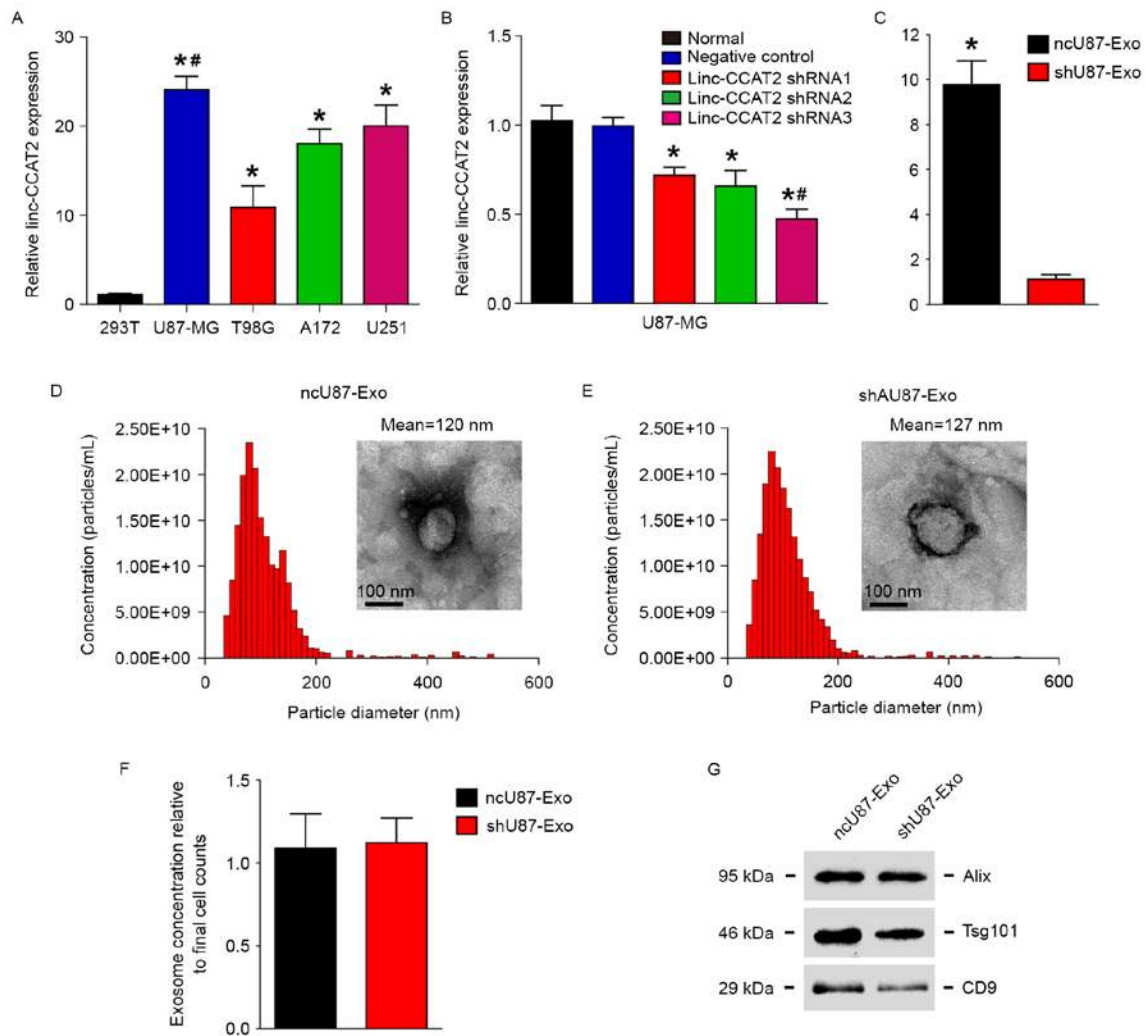 A
Relative linc-CCAT2 expression
30
20
10
0
*#
*
*
*
293T U87-MG T98G A172 U251
B
Relative linc-CCAT2 expression
1.5
1.0
0.5
0.0
Normal
Negative control
Linc-CCAT2 shRNA1
Linc-CCAT2 shRNA2
Linc-CCAT2 shRNA3
*
*
*#
U87-MG
C
12
10
8
6
4
2
0
*
ncU87-Exo
shU87-Exo
D
ncU87-Exo
Mean=120 nm
Concentration (particles/mL)
2.50E+10
2.00E+10
1.50E+10
1.00E+10
5.00E+09
0.00E+00
100 nm
0 200 400 600
Particle diameter (nm)
E
shAU87-Exo
Mean=127 nm
Concentration (particles/mL)
2.50E+10
2.00E+10
1.50E+10
1.00E+10
5.00E+09
0.00E+00
100 nm
0 200 400 600
Particle diameter (nm)
F
Exosome concentration relative
to final cell counts
1.5
1.0
0.5
0.0
ncU87-Exo
shU87-Exo
G
ncU87-Exo shU87-Exo
95 kDa – – Alix
46 kDa – – Tsg101
29 kDa – – CD9